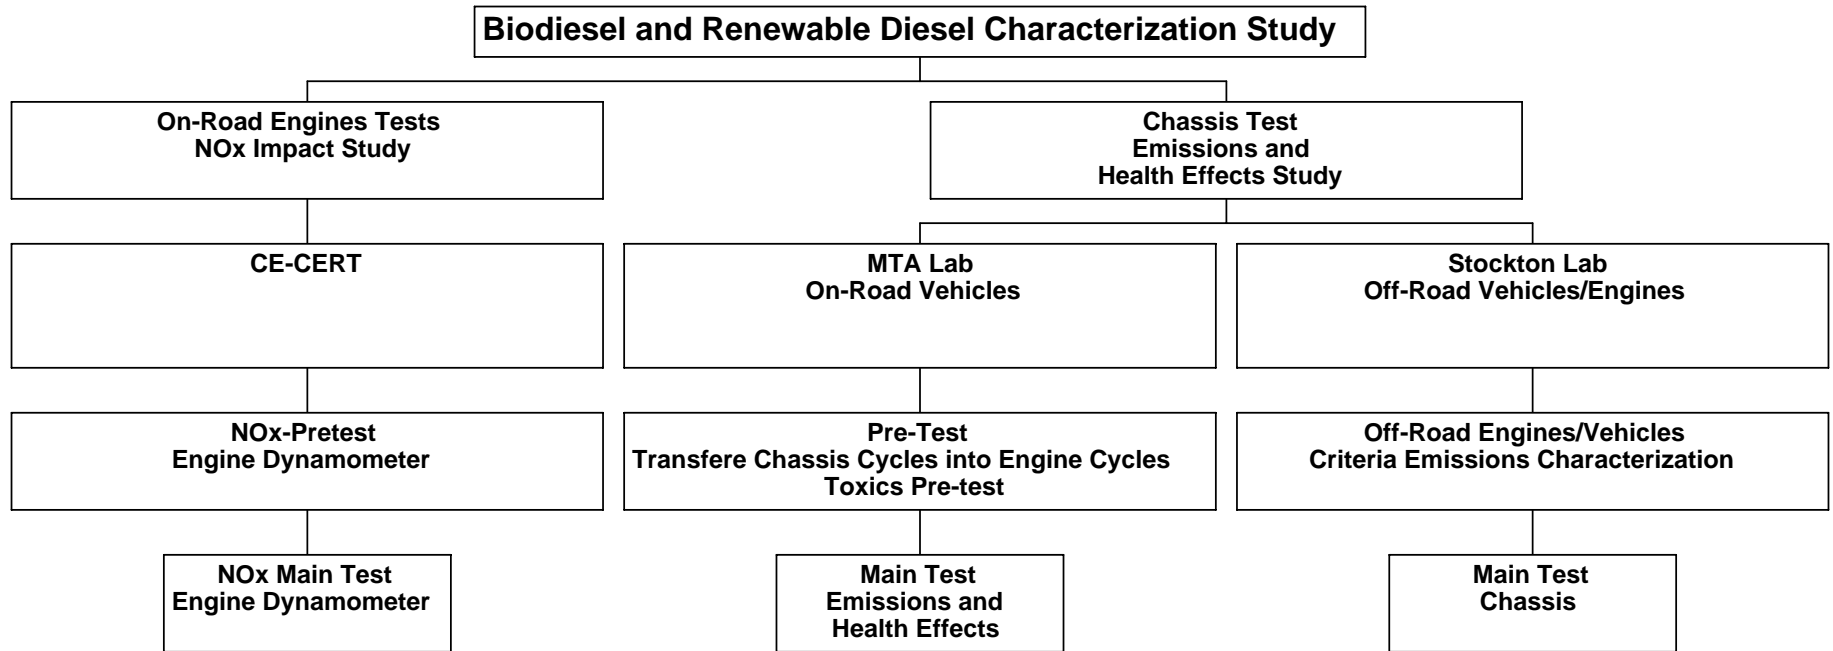 Biodiesel and Renewable Diesel Characterization Study
On-Road Engines Tests
NOx Impact Study
Chassis Test
Emissions and
Health Effects Study
CE-CERT
MTA Lab
On-Road Vehicles
Stockton Lab
Off-Road Vehicles/Engines
NOx-Pretest
Engine Dynamometer
Pre-Test
Transfere Chassis Cycles into Engine Cycles
Toxics Pre-test
Off-Road Engines/Vehicles
Criteria Emissions Characterization
NOx Main Test
Engine Dynamometer
Main Test
Emissions and
Health Effects
Main Test
Chassis